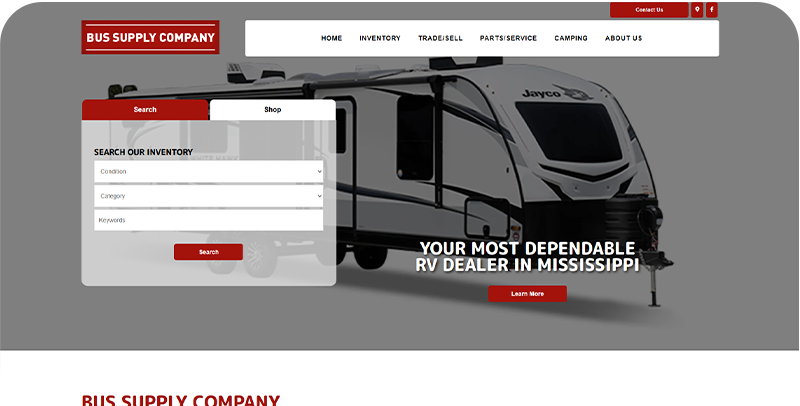 Contact Us
BUS SUPPLY COMPANY
HOME INVENTORY TRADE/SELL PARTS/SERVICE CAMPING ABOUT US
Jayco
Search Shop
SEARCH OUR INVENTORY
Condition
Category
Keywords
Search
YOUR MOST DEPENDABLE
RV DEALER IN MISSISSIPPI
Learn More
BUS SUPPLY COMPANY